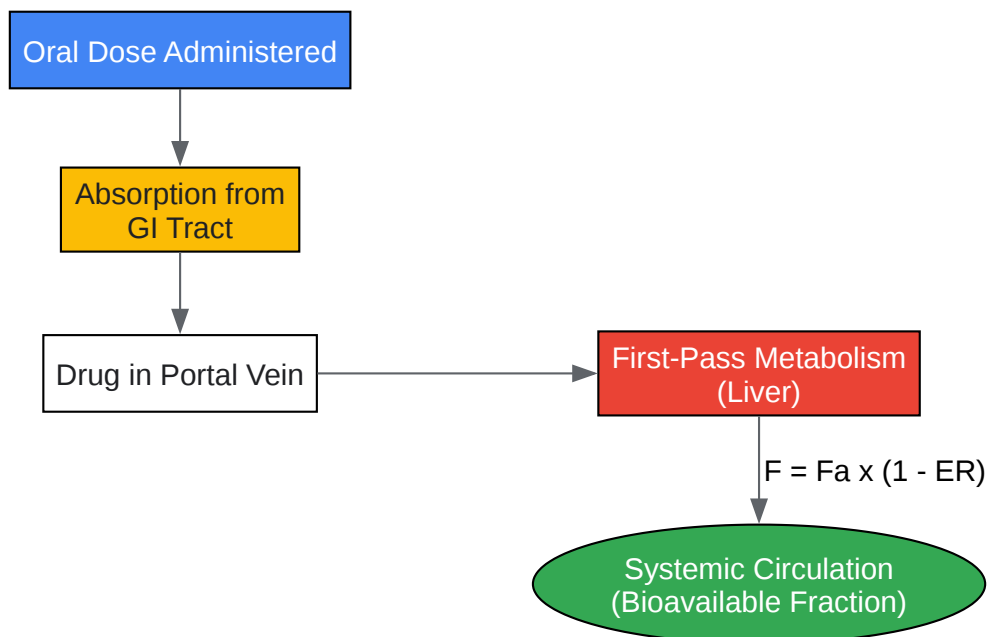 Oral Dose Administered
Absorption from
GI Tract
Drug in Portal Vein
First-Pass Metabolism
(Liver)
F = Fa x (1 - ER)
Systemic Circulation
(Bioavailable Fraction)